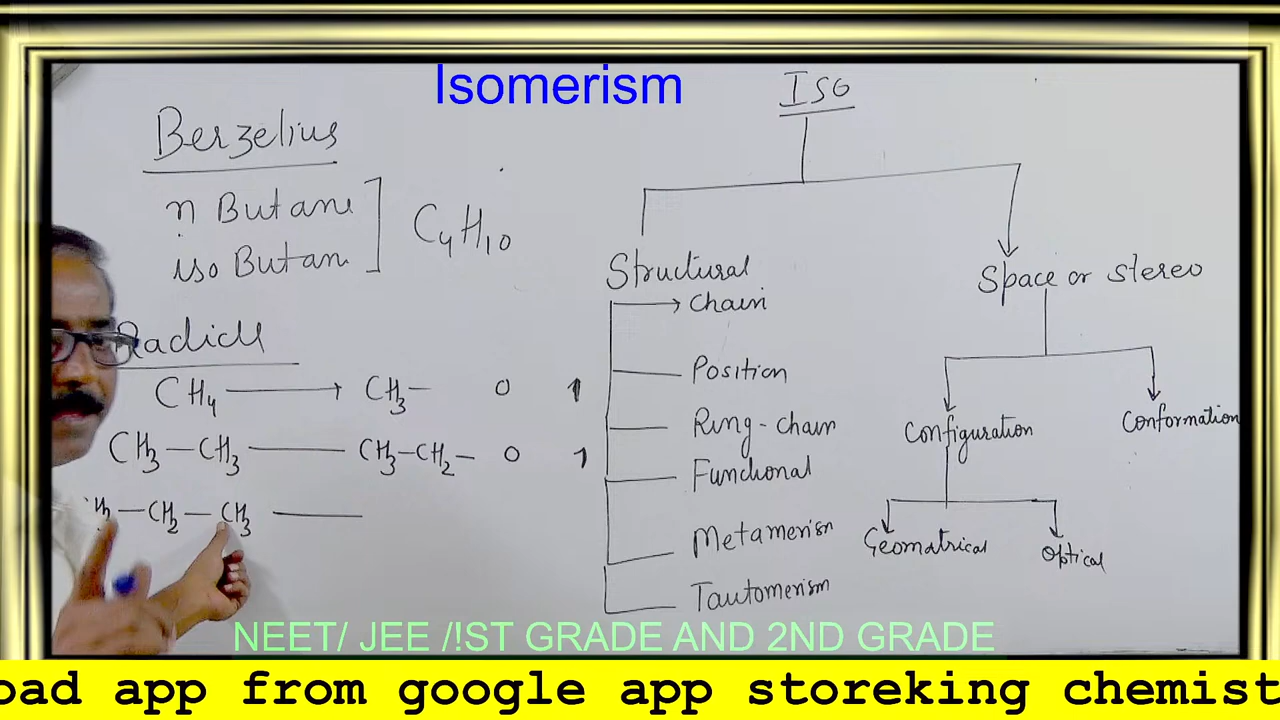 Isomerism
Berzelius
n Butane
iso Butan
C4H10
Radicll
CH4 → CH3— 0 1
CH3—CH3 — CH3—CH2— 0 1
—CH2—CH3 —
ISO
Structural
Chain
Position
Ring-chain
Functional
Metamerism
Tautomerism
Space or stereo
Configuration
Conformation
Geomatrical
Optical
NEET/ JEE /!ST GRADE AND 2ND GRADE
oad app from google app storeking chemist